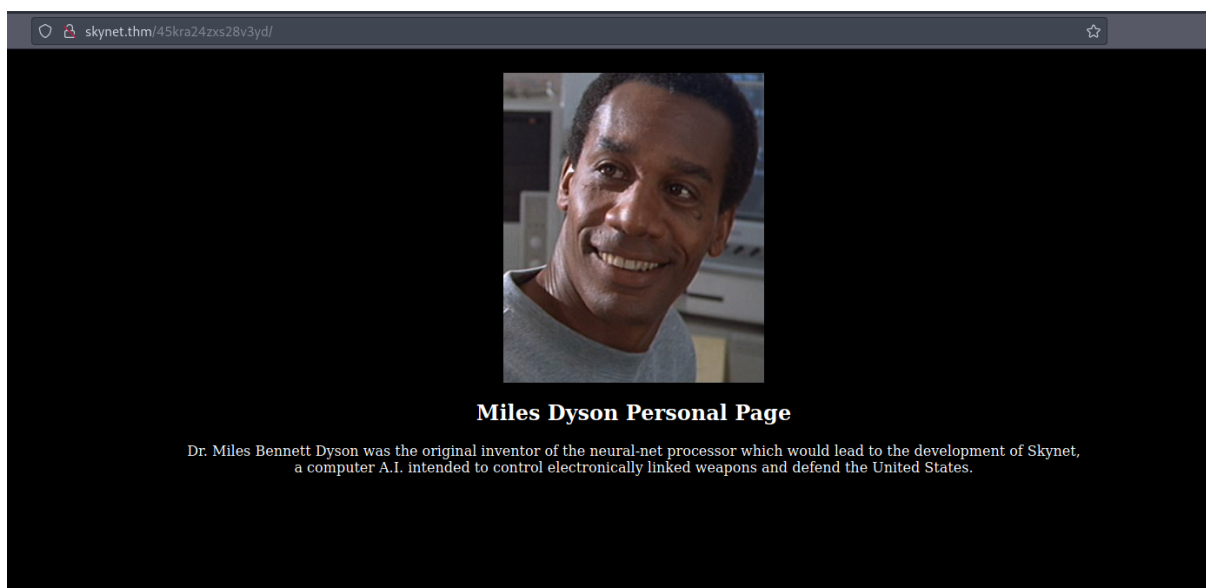 skynet.thm/45kra24zxs28v3yd/
Miles Dyson Personal Page
Dr. Miles Bennett Dyson was the original inventor of the neural-net processor which would lead to the development of Skynet,
a computer A.I. intended to control electronically linked weapons and defend the United States.